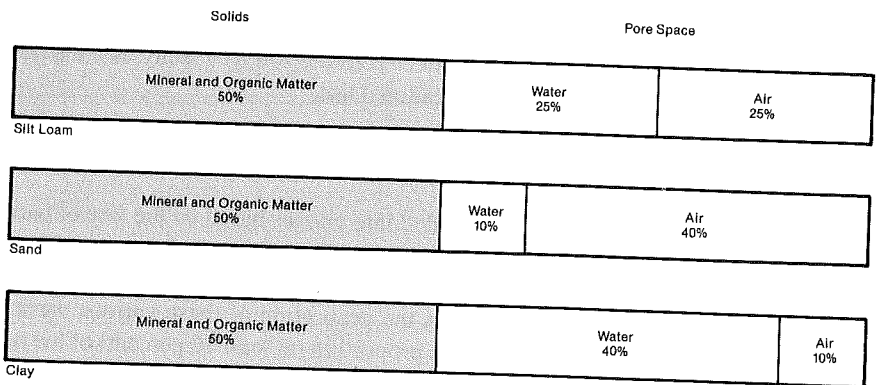 Solids
Pore Space
Mineral and Organic Matter
50%
Water
25%
Air
25%
Silt Loam
Mineral and Organic Matter
50%
Water
10%
Air
40%
Sand
Mineral and Organic Matter
50%
Water
40%
Air
10%
Clay